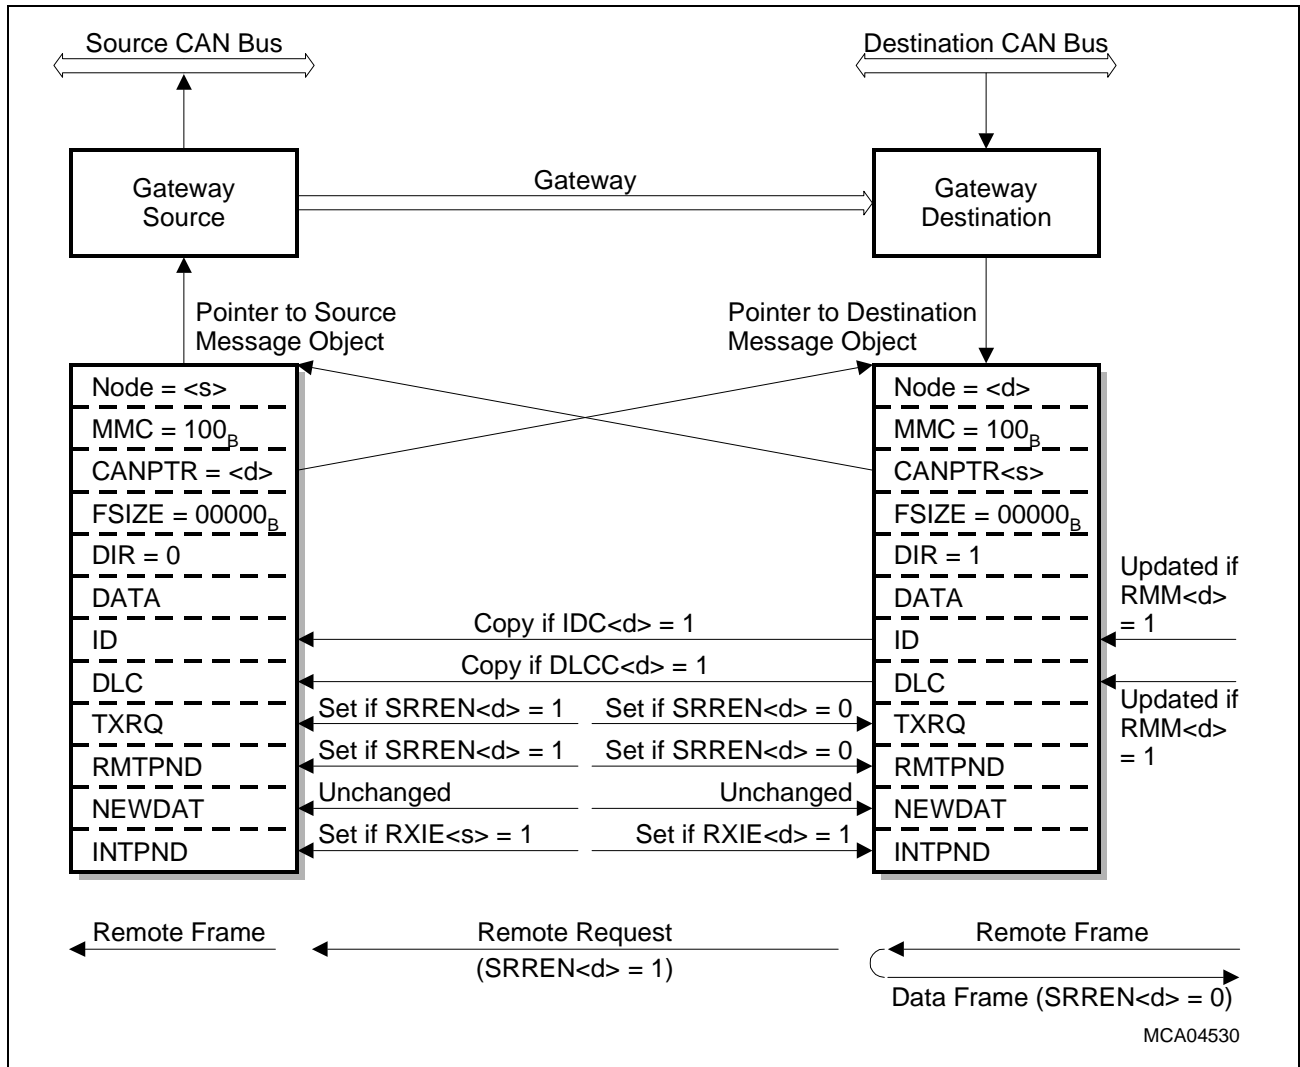 Source CAN Bus
Destination CAN Bus
Gateway
Source
Gateway
Gateway
Destination
Pointer to Source
Message Object
Pointer to Destination
Message Object
Node = <s>
MMC = 100B
CANPTR = <d>
FSIZE = 00000B
DIR = 0
DATA
ID
DLC
TXRQ
RMTPND
NEWDAT
INTPND
Copy if IDC<d> = 1
Copy if DLCC<d> = 1
Set if SRREN<d> = 1
Set if SRREN<d> = 0
Set if SRREN<d> = 1
Set if SRREN<d> = 0
Unchanged
Unchanged
Set if RXIE<s> = 1
Set if RXIE<d> = 1
Node = <d>
MMC = 100B
CANPTR<s>
FSIZE = 00000B
DIR = 1
DATA
ID
DLC
TXRQ
RMTPND
NEWDAT
INTPND
Updated if
RMM<d>
= 1
Updated if
RMM<d>
= 1
Remote Frame
Remote Request
(SRREN<d> = 1)
Remote Frame
Data Frame (SRREN<d> = 0)
MCA04530